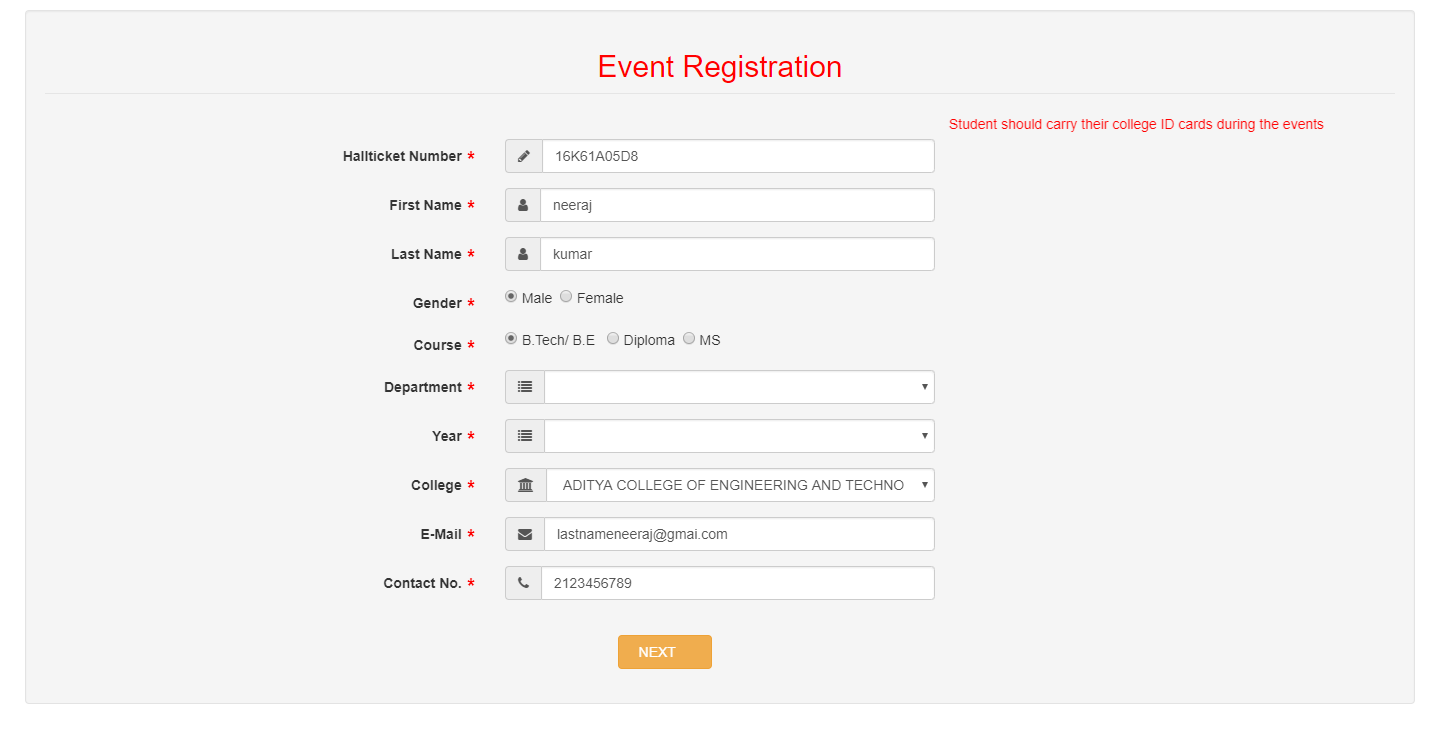 Event Registration
Student should carry their college ID cards during the events
Hallticket Number * 16K61A05D8
First Name * neeraj
Last Name * kumar
Gender * Male Female
Course * B.Tech/ B.E Diploma MS
Department *
Year *
College * ADITYA COLLEGE OF ENGINEERING AND TECHNO
E-Mail * lastnameneeraj@gmai.com
Contact No. * 2123456789
NEXT